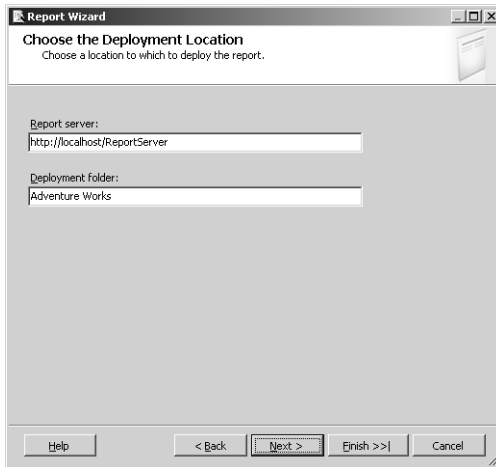 Report Wizard
Choose the Deployment Location
Choose a location to which to deploy the report.
Report server:
http://localhost/ReportServer
Deployment folder:
Adventure Works
Help < Back Next > Finish >>| Cancel